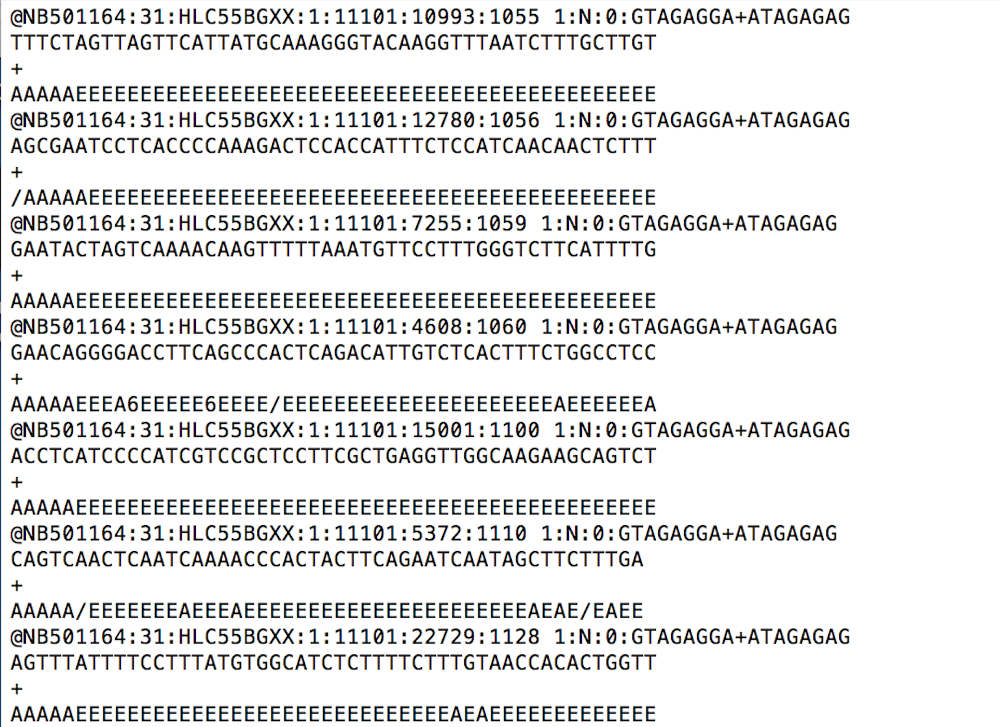 @NB501164:31:HLC55BGXX:1:11101:10993:1055 1:N:0:GTAGAGGA+ATAGAGAG
TTTCTAGTTAGTTCATTATGCAAAGGGTACAAGGTTTAATCTTTGCTTGT
+
AAAAAEEEEEEEEEEEEEEEEEEEEEEEEEEEEEEEEEEEEEEEEEEEEE
@NB501164:31:HLC55BGXX:1:11101:12780:1056 1:N:0:GTAGAGGA+ATAGAGAG
AGCGAATCCTCACCCCAAAGACTCCACCATTTCTCCATCAACAACTCTTT
+
/AAAAAEEEEEEEEEEEEEEEEEEEEEEEEEEEEEEEEEEEEEEEEEEEE
@NB501164:31:HLC55BGXX:1:11101:7255:1059 1:N:0:GTAGAGGA+ATAGAGAG
GAATACTAGTCAAAACAAGTTTTTAAATGTTCCTTTGGGTCTTCATTTTG
+
AAAAAEEEEEEEEEEEEEEEEEEEEEEEEEEEEEEEEEEEEEEEEEEEEE
@NB501164:31:HLC55BGXX:1:11101:4608:1060 1:N:0:GTAGAGGA+ATAGAGAG
GAACAGGGGACCTTCAGCCCACTCAGACATTGTCTCACTTTCTGGCCTCC
+
AAAAAEEEA6EEEEE6EEEE/EEEEEEEEEEEEEEEEEEEEEAEEEEEEA
@NB501164:31:HLC55BGXX:1:11101:15001:1100 1:N:0:GTAGAGGA+ATAGAGAG
ACCTCATCCCCATCGTCCGCTCCTTCGCTGAGGTTGGCAAGAAGCAGTCT
+
AAAAAEEEEEEEEEEEEEEEEEEEEEEEEEEEEEEEEEEEEEEEEEEEEE
@NB501164:31:HLC55BGXX:1:11101:5372:1110 1:N:0:GTAGAGGA+ATAGAGAG
CAGTCAACTCAATCAAAACCCACTACTTCAGAATCAATAGCTTCTTTGA
+
AAAAA/EEEEEEEAEEEAEEEEEEEEEEEEEEEEEEEEEEAEAE/EAEE
@NB501164:31:HLC55BGXX:1:11101:22729:1128 1:N:0:GTAGAGGA+ATAGAGAG
AGTTTATTTTCCTTTATGTGGCATCTCTTTTCTTTGTAACCACACTGGTT
+
AAAAAEEEEEEEEEEEEEEEEEEEEEEEEEEEEEAEAEEEEEEEEEEEEE